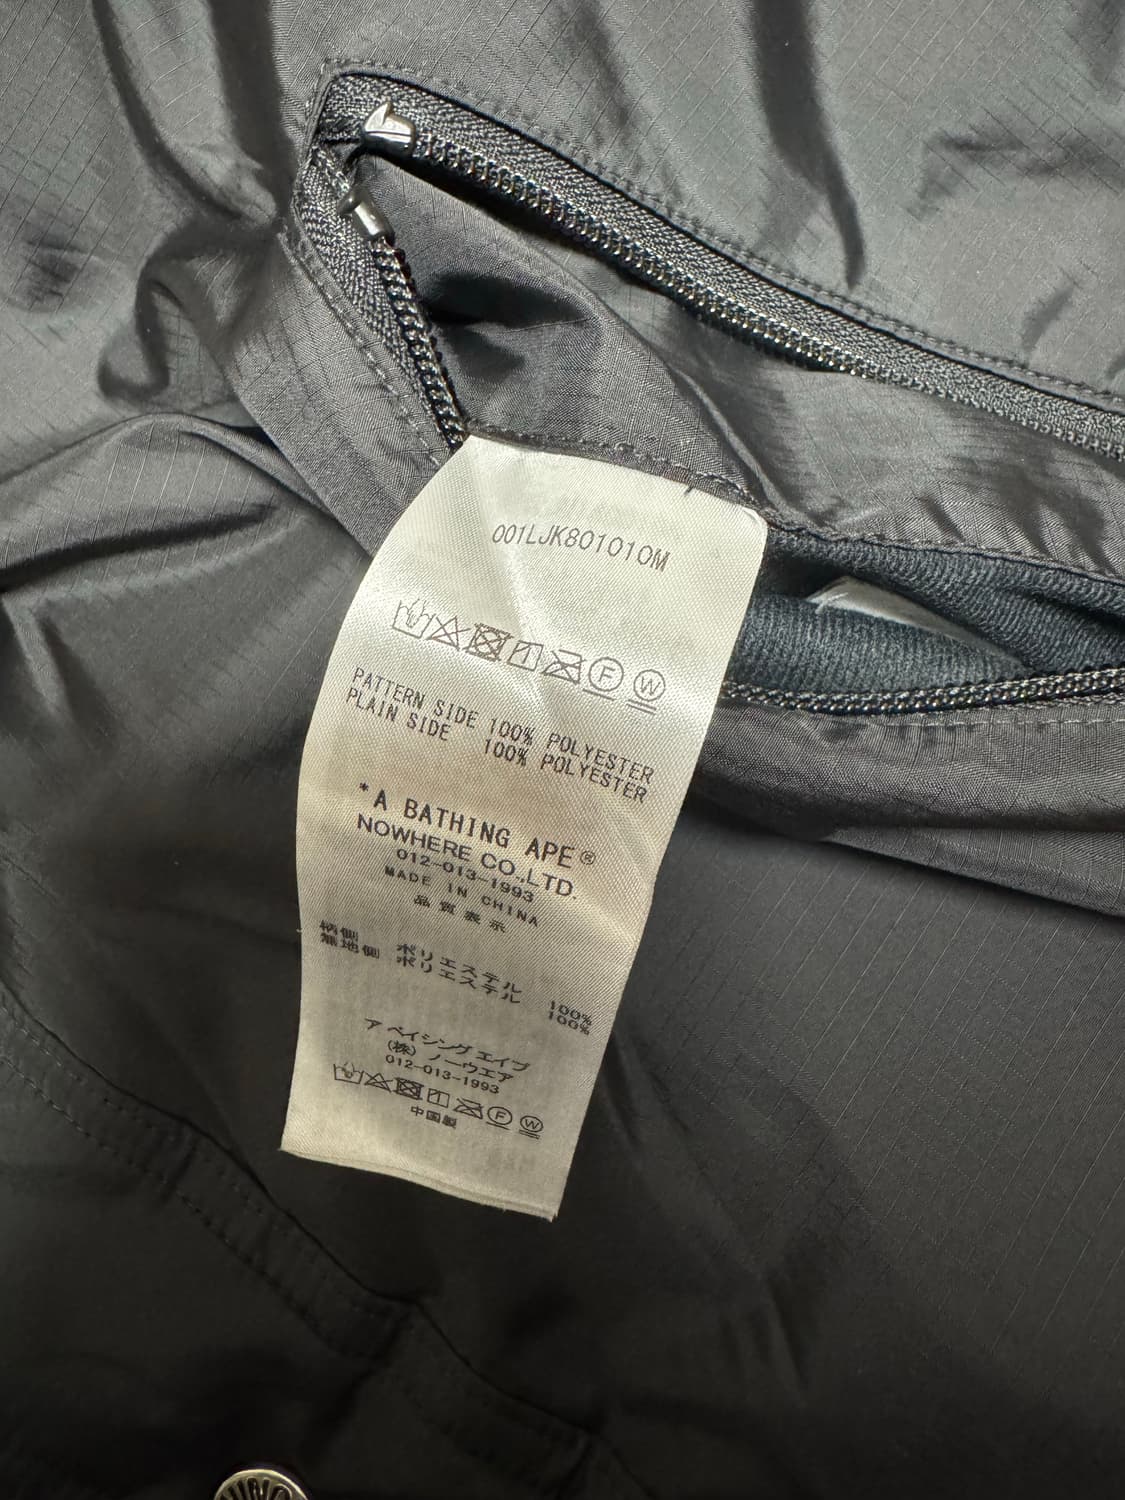 001LJK801010M
F W
PATTERN SIDE 100% POLYESTER
PLAIN SIDE 100% POLYESTER
*A BATHING APE®
NOWHERE CO.,LTD.
012-013-1993
MADE IN CHINA
品質表示
柄側 ポリエステル 100%
無地側 ポリエステル 100%
ア ベイシング エイプ
(株) ノーウエア
012-013-1993
F W
中国製